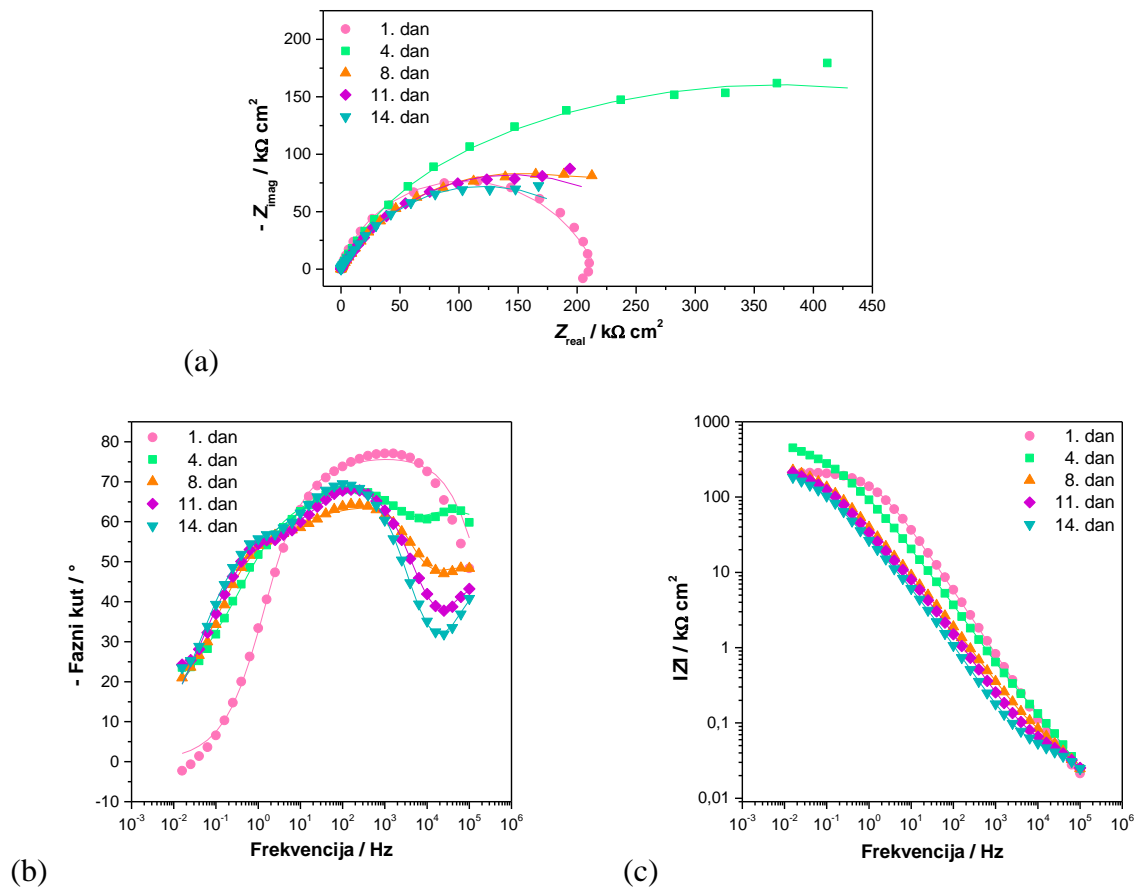 - Z_imag / kΩ cm²
200
150
100
50
0
1. dan
4. dan
8. dan
11. dan
14. dan
0 50 100 150 200 250 300 350 400 450
Z_real / kΩ cm²
(a)
- Fazni kut / °
80
70
60
50
40
30
20
10
0
-10
1. dan
4. dan
8. dan
11. dan
14. dan
10⁻³ 10⁻² 10⁻¹ 10⁰ 10¹ 10² 10³ 10⁴ 10⁵ 10⁶
Frekvencija / Hz
(b)
|Z| / kΩ cm²
1000
100
10
1
0,1
0,01
1. dan
4. dan
8. dan
11. dan
14. dan
10⁻³ 10⁻² 10⁻¹ 10⁰ 10¹ 10² 10³ 10⁴ 10⁵ 10⁶
Frekvencija / Hz
(c)